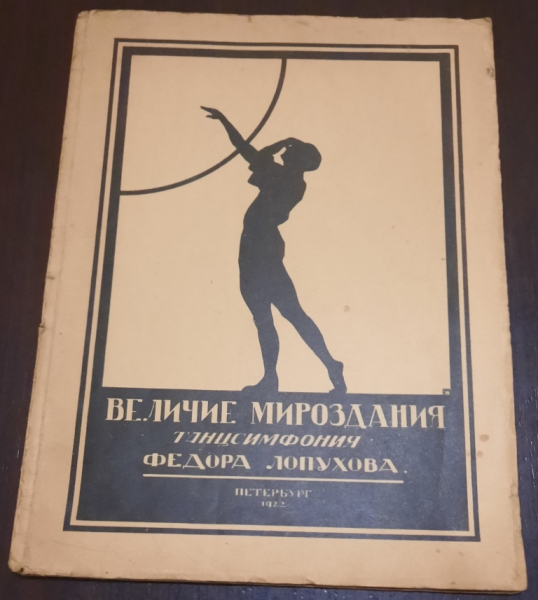 ВЕЛИЧИЕ МИРОЗДАНИЯ
ТАНЦСИМФОНИЯ
ФЕДОРА ЛОПУХОВА
ПЕТЕРБУРГ
1922